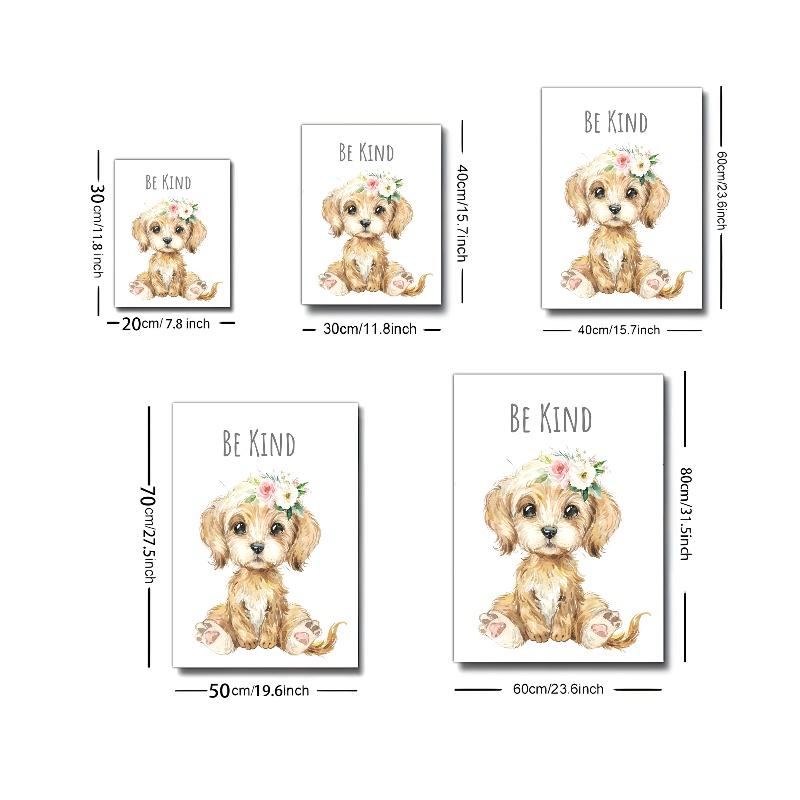 BE KIND
30cm/11.8 inch
20cm/ 7.8 inch
BE KIND
40cm/15.7inch
30cm/11.8inch
BE KIND
60cm/23.6inch
40cm/15.7inch
BE KIND
70cm/27.5inch
50cm/19.6inch
BE KIND
80cm/31.5inch
60cm/23.6inch